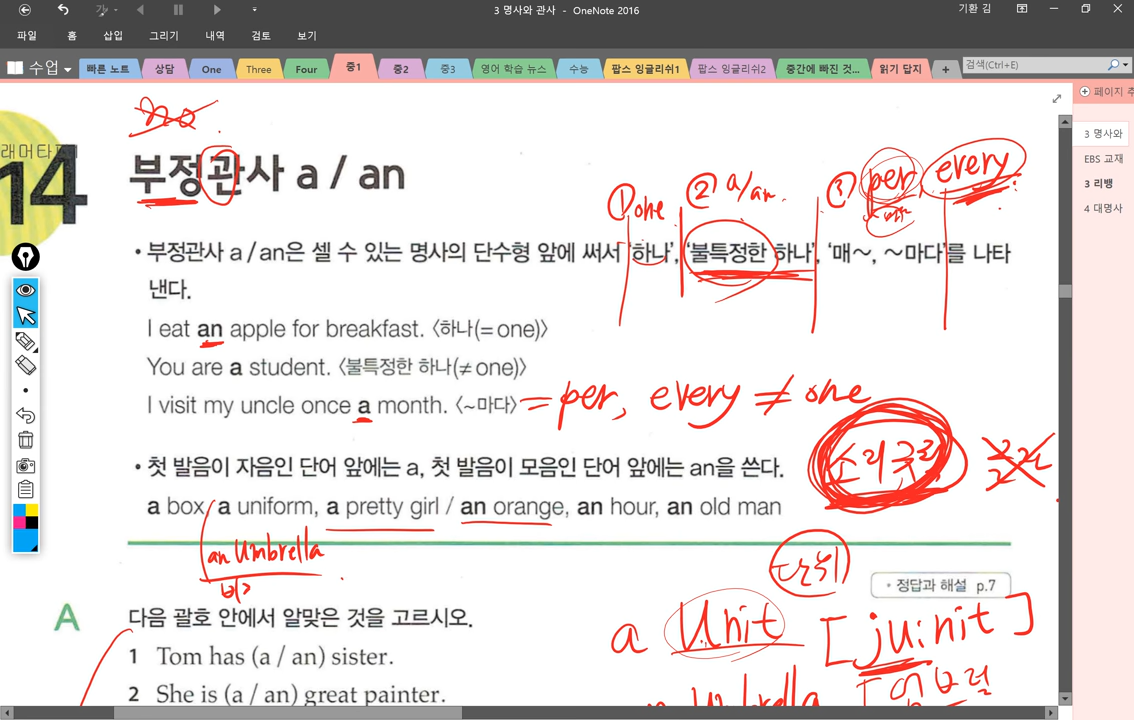 3 명사와 관사 - OneNote 2016
기환 김
파일 홈 삽입 그리기 내역 검토 보기
수업 빠른 노트 상담 One Three Four 중1 중2 중3 영어 학습 뉴스 수능 팝스 잉글리쉬1 팝스 잉글리쉬2 중간에 빠진 것... 읽기 답지 +
검색(Ctrl+E)
페이지 추
3 명사와
EBS 교재
3 리뱅
4 대명사
no
래머타
14
부정관사 a / an
① one ② a/an ③ per every
• 부정관사 a / an은 셀 수 있는 명사의 단수형 앞에 써서 '하나', '불특정한 하나', '매~, ~마다'를 나타
낸다.
I eat an apple for breakfast. 〈하나(= one)〉
You are a student. 〈불특정한 하나(≠ one)〉
I visit my uncle once a month. 〈~마다〉 = per, every ≠ one
• 첫 발음이 자음인 단어 앞에는 a, 첫 발음이 모음인 단어 앞에는 an을 쓴다.
a box, a uniform, a pretty girl / an orange, an hour, an old man
an umbrella
단위
• 정답과 해설 p.7
A 다음 괄호 안에서 알맞은 것을 고르시오.
a Unit [ju:nit]
1 Tom has (a / an) sister.
2 She is (a / an) great painter.
umbrella